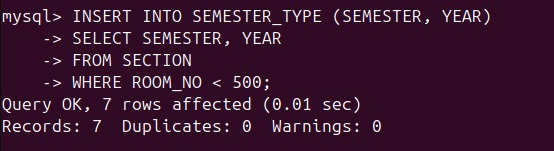 mysql> INSERT INTO SEMESTER_TYPE (SEMESTER, YEAR)
    -> SELECT SEMESTER, YEAR
    -> FROM SECTION
    -> WHERE ROOM_NO < 500;
Query OK, 7 rows affected (0.01 sec)
Records: 7  Duplicates: 0  Warnings: 0